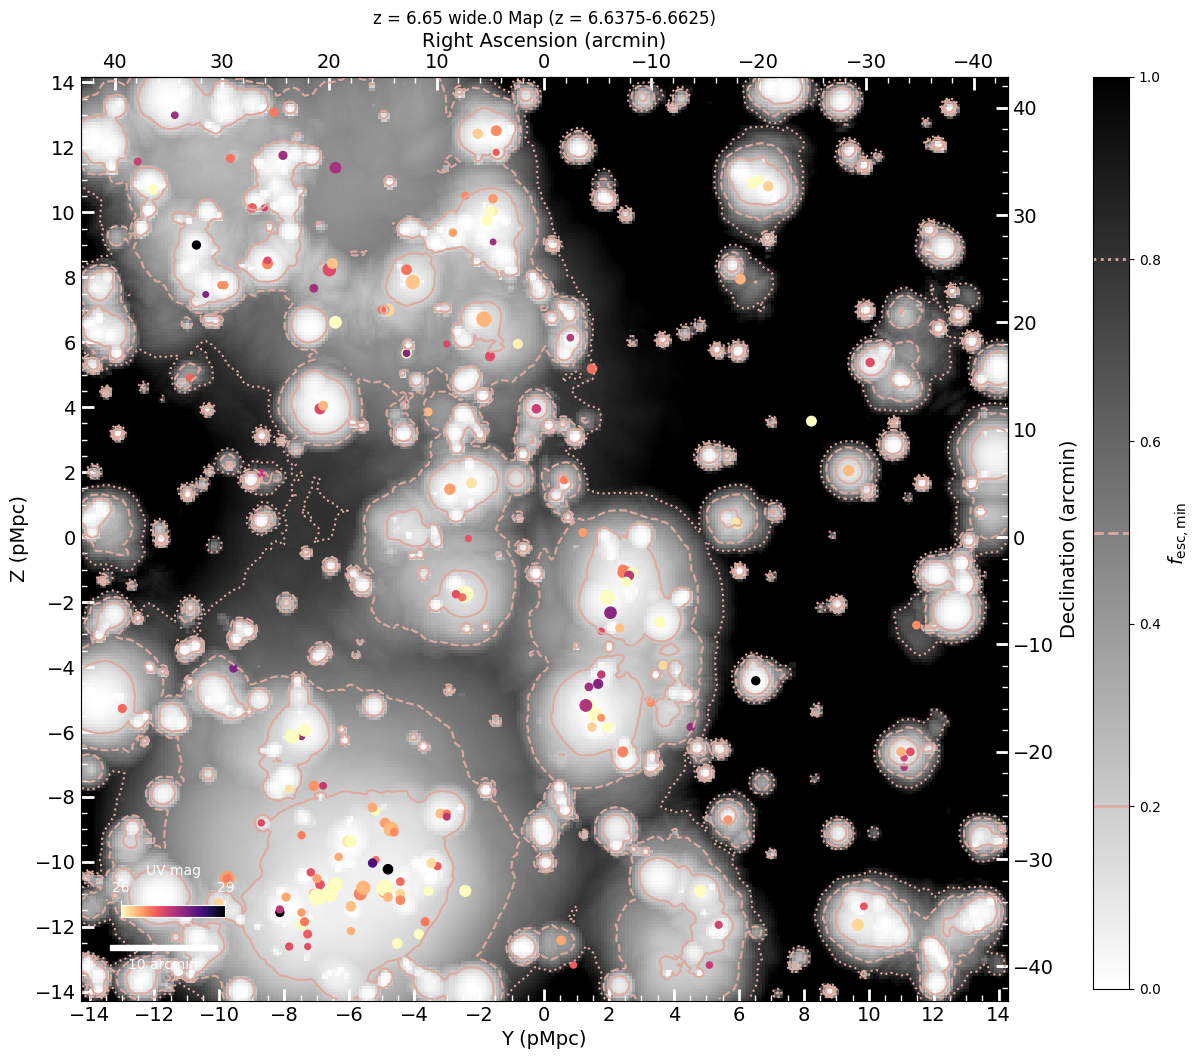 z = 6.65 wide.0 Map (z = 6.6375-6.6625)
Right Ascension (arcmin)
40 30 20 10 0 −10 −20 −30 −40
14 12 10 8 6 4 2 0 −2 −4 −6 −8 −10 −12 −14
Z (pMpc)
UV mag
26 29
10 arcmin
−14 −12 −10 −8 −6 −4 −2 0 2 4 6 8 10 12 14
Y (pMpc)
40 30 20 10 0 −10 −20 −30 −40
Declination (arcmin)
1.0
0.8
0.6
0.4
0.2
0.0
fesc,min